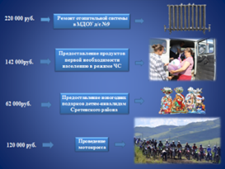 220 000 руб.
Ремонт отопительной системы
в МДОУ д/с №9
142 000руб.
Предоставление продуктов
первой необходимости
населению в рамках ЧС
62 000руб.
Предоставление новогодних
подарков детям-инвалидам
Сретенского района
120 000 руб.
Проведение
мотокросса